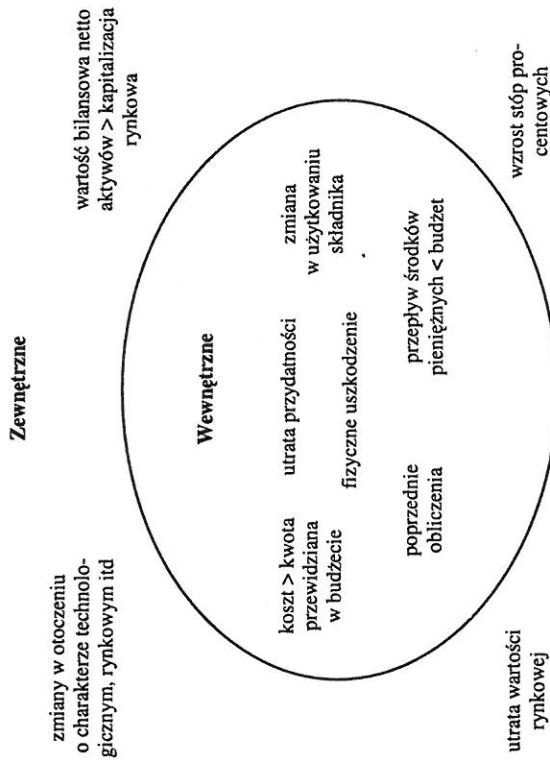 Zewnętrzne
zmiany w otoczeniu
o charakterze technolo-
gicznym, rynkowym itd
wartość bilansowa netto
aktywów > kapitalizacja
rynkowa
Wewnętrzne
koszt > kwota
przewidziana
w budżecie
utrata przydatności
zmiana
w użytkowaniu
składnika
fizyczne uszkodzenie
poprzednie
obliczenia
przepływ środków
pieniężnych < budżet
utrata wartości
rynkowej
wzrost stóp pro-
centowych